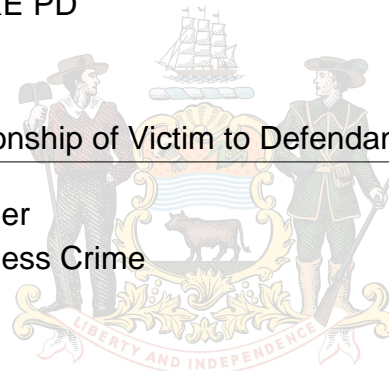 E PD
onship of Victim to Defendan
er
ess Crime
LIBERTY AND INDEPENDENCE